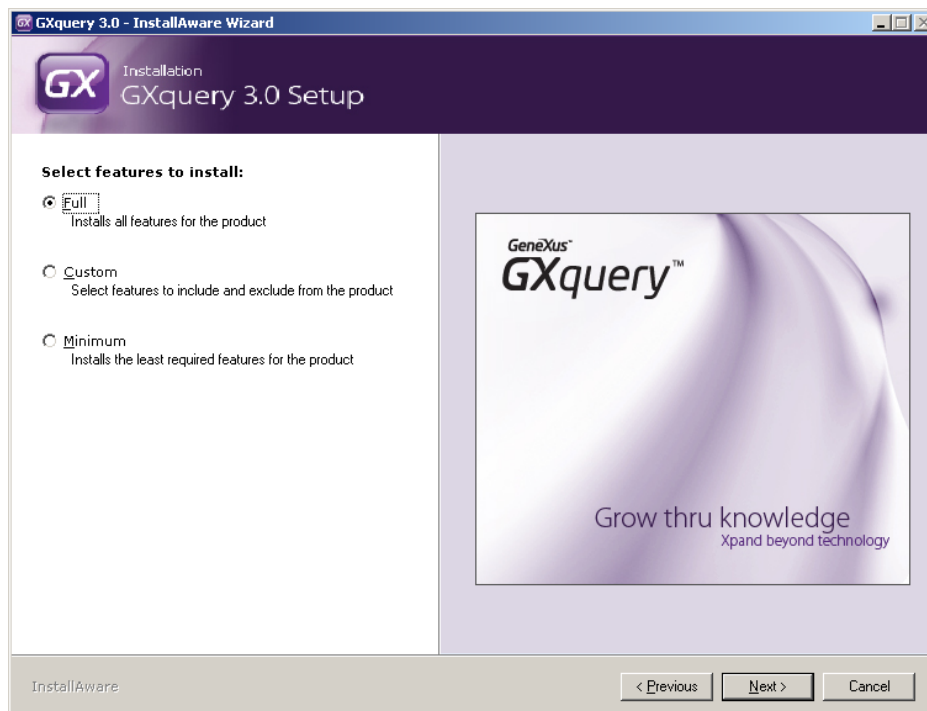 GXquery 3.0 - InstallAware Wizard
GX
Installation
GXquery 3.0 Setup
Select features to install:
Full
Installs all features for the product
Custom
Select features to include and exclude from the product
Minimum
Installs the least required features for the product
GeneXus™
GXquery™
Grow thru knowledge
Xpand beyond technology
InstallAware
< Previous
Next >
Cancel